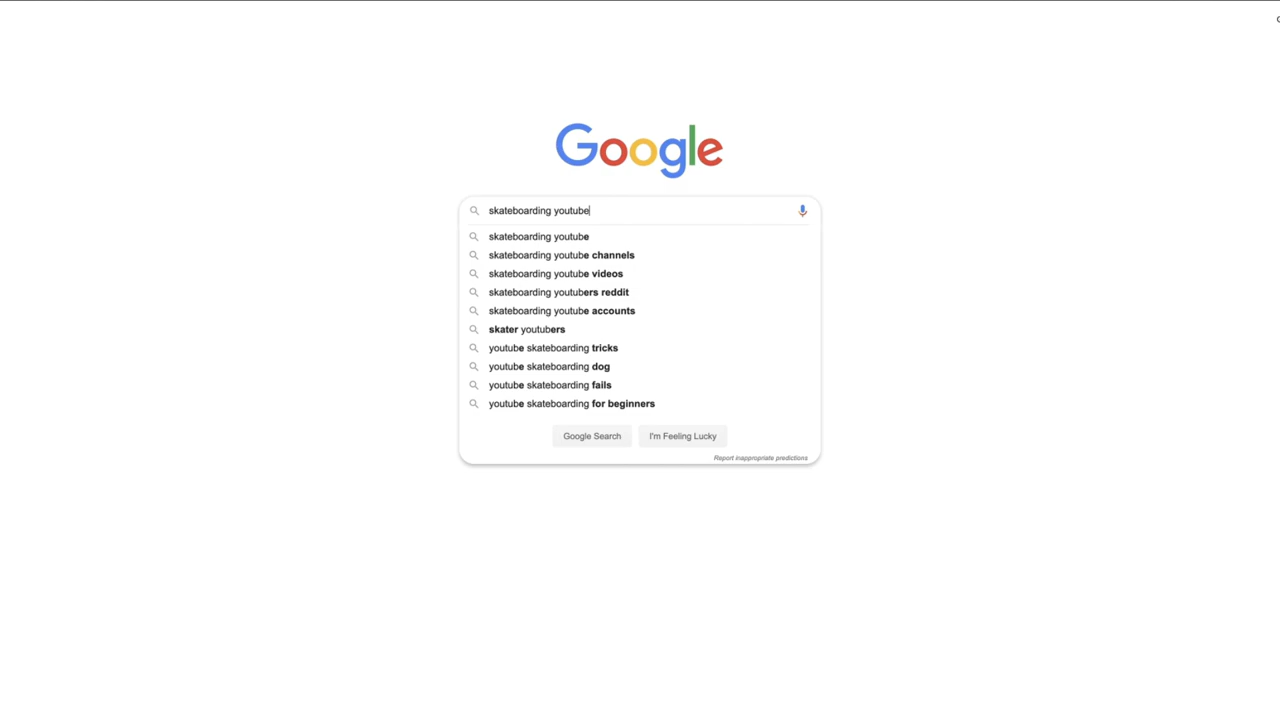 Google
skateboarding youtube
skateboarding youtube
skateboarding youtube channels
skateboarding youtube videos
skateboarding youtubers reddit
skateboarding youtube accounts
skater youtubers
youtube skateboarding tricks
youtube skateboarding dog
youtube skateboarding fails
youtube skateboarding for beginners
Google Search I'm Feeling Lucky
Report inappropriate predictions